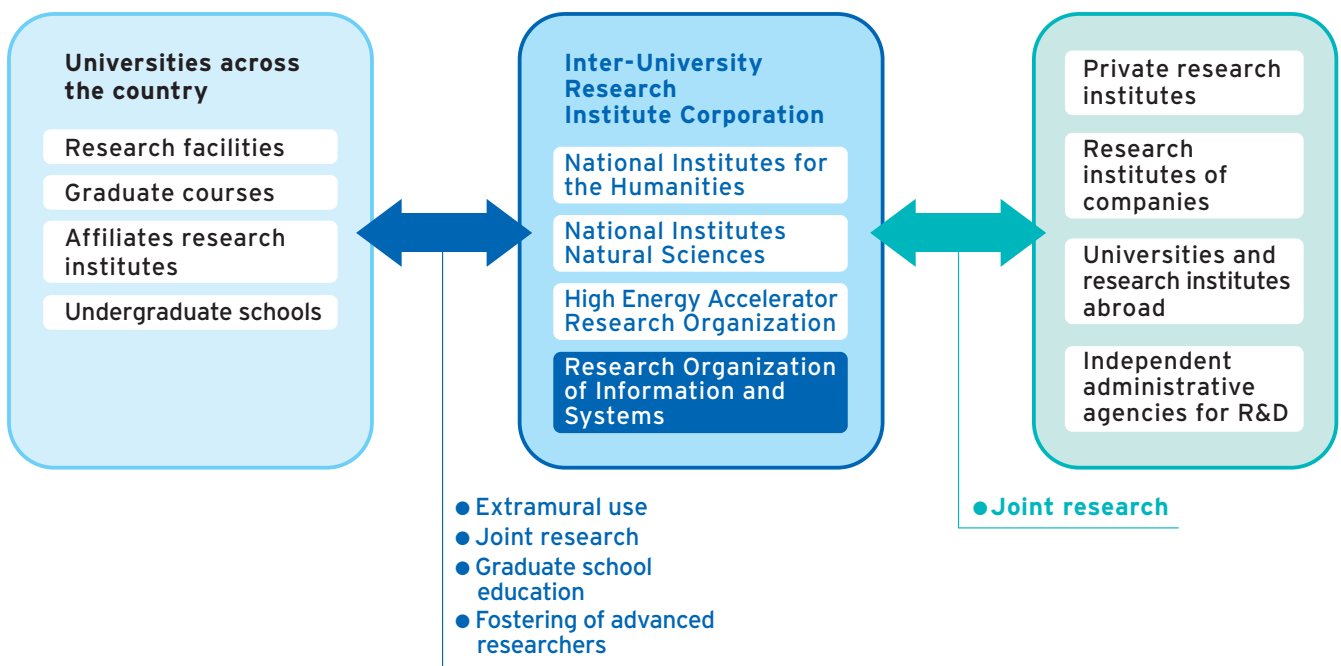 Universities across
the country
Research facilities
Graduate courses
Affiliates research
institutes
Undergraduate schools
Inter-University
Research
Institute Corporation
National Institutes for
the Humanities
National Institutes
Natural Sciences
High Energy Accelerator
Research Organization
Research Organization
of Information and
Systems
Private research
institutes
Research
institutes of
companies
Universities and
research institutes
abroad
Independent
administrative
agencies for R&D
● Extramural use
● Joint research
● Graduate school
education
● Fostering of advanced
researchers
● Joint research